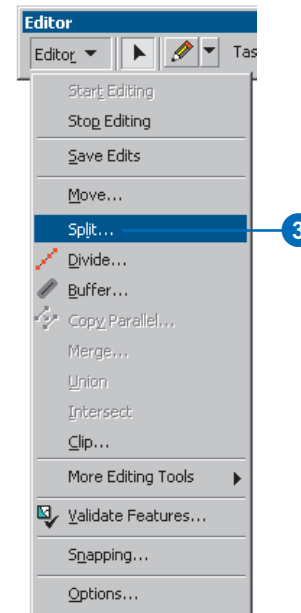 Editor
Editor Tas
Start Editing
Stop Editing
Save Edits
Move...
Split... 3
Divide...
Buffer...
Copy Parallel...
Merge...
Union
Intersect
Clip...
More Editing Tools
Validate Features...
Snapping...
Options...